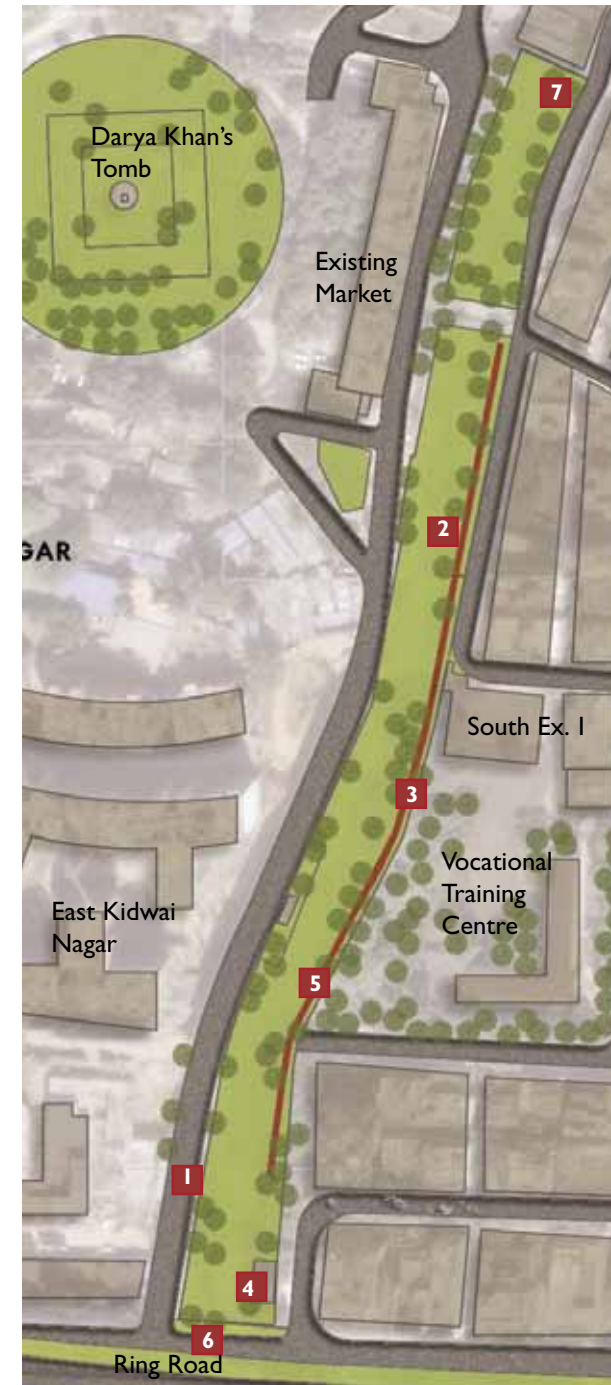 7
Darya Khan's
Tomb
Existing
Market
2
GAR
South Ex. I
3
Vocational
Training
Centre
East Kidwai
Nagar
5
1
4
6
Ring Road